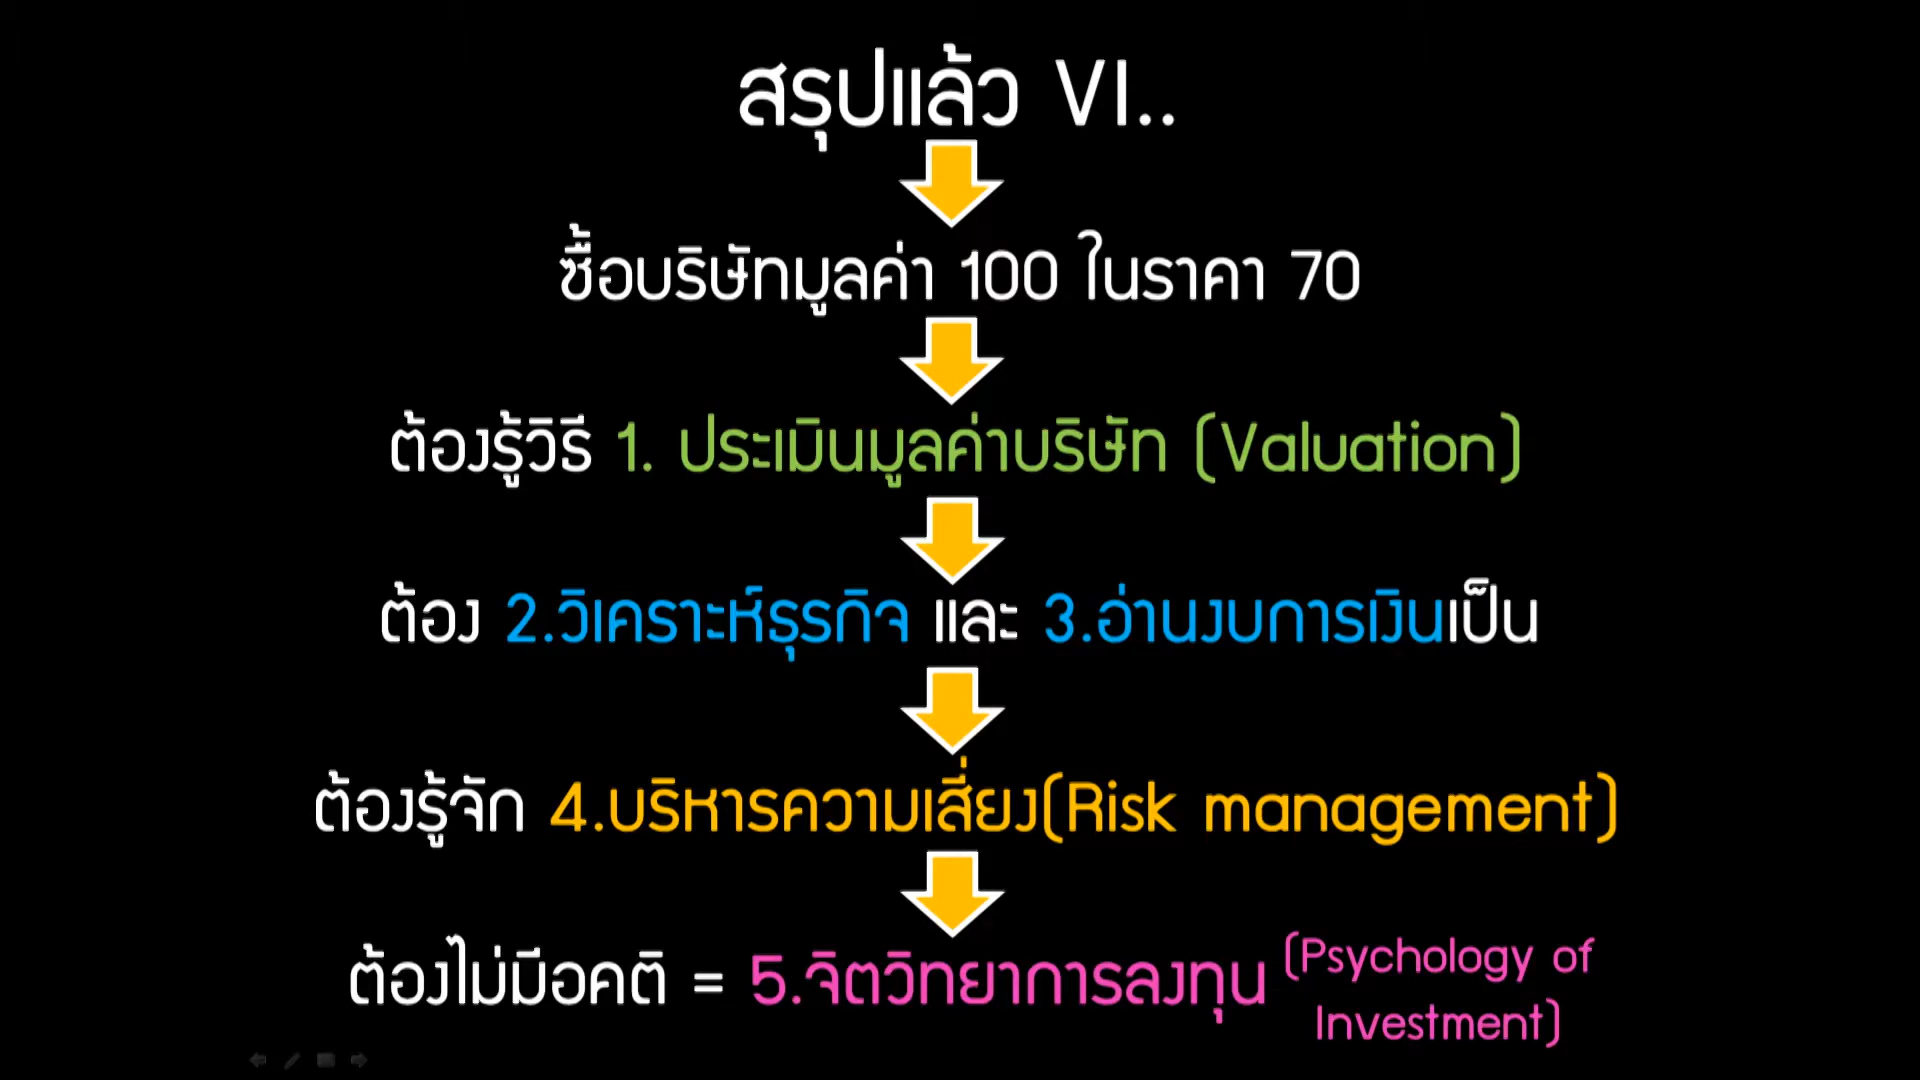 สรุปแล้ว VI..
ซื้อบริษัทมูลค่า 100 ในราคา 70
ต้องรู้วิธี 1. ประเมินมูลค่าบริษัท (Valuation)
ต้อง 2.วิเคราะห์ธุรกิจ และ 3.อ่านงบการเงินเป็น
ต้องรู้จัก 4.บริหารความเสี่ยง(Risk management)
ต้องไม่มีอคติ = 5.จิตวิทยาการลงทุน (Psychology of
Investment)